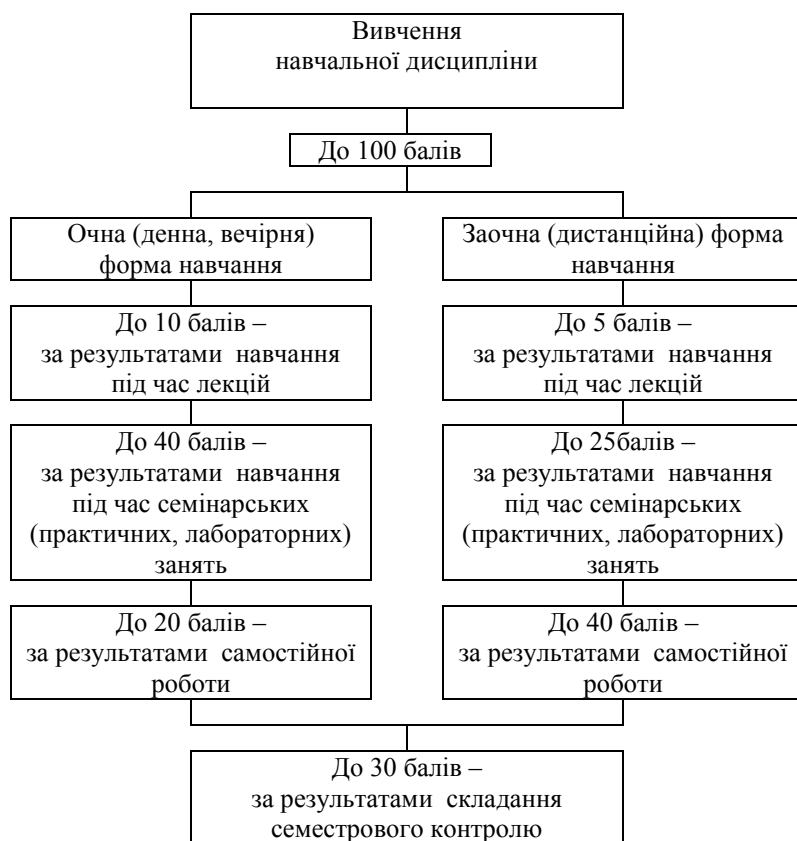 Вивчення
навчальної дисципліни
До 100 балів
Очна (денна, вечірня)
форма навчання
До 10 балів –
за результатами навчання
під час лекцій
До 40 балів –
за результатами навчання
під час семінарських
(практичних, лабораторних)
занять
До 20 балів –
за результатами самостійної
роботи
Заочна (дистанційна) форма
навчання
До 5 балів –
за результатами навчання
під час лекцій
До 25балів –
за результатами навчання
під час семінарських
(практичних, лабораторних)
занять
До 40 балів –
за результатами самостійної
роботи
До 30 балів –
за результатами складання
семестрового контролю